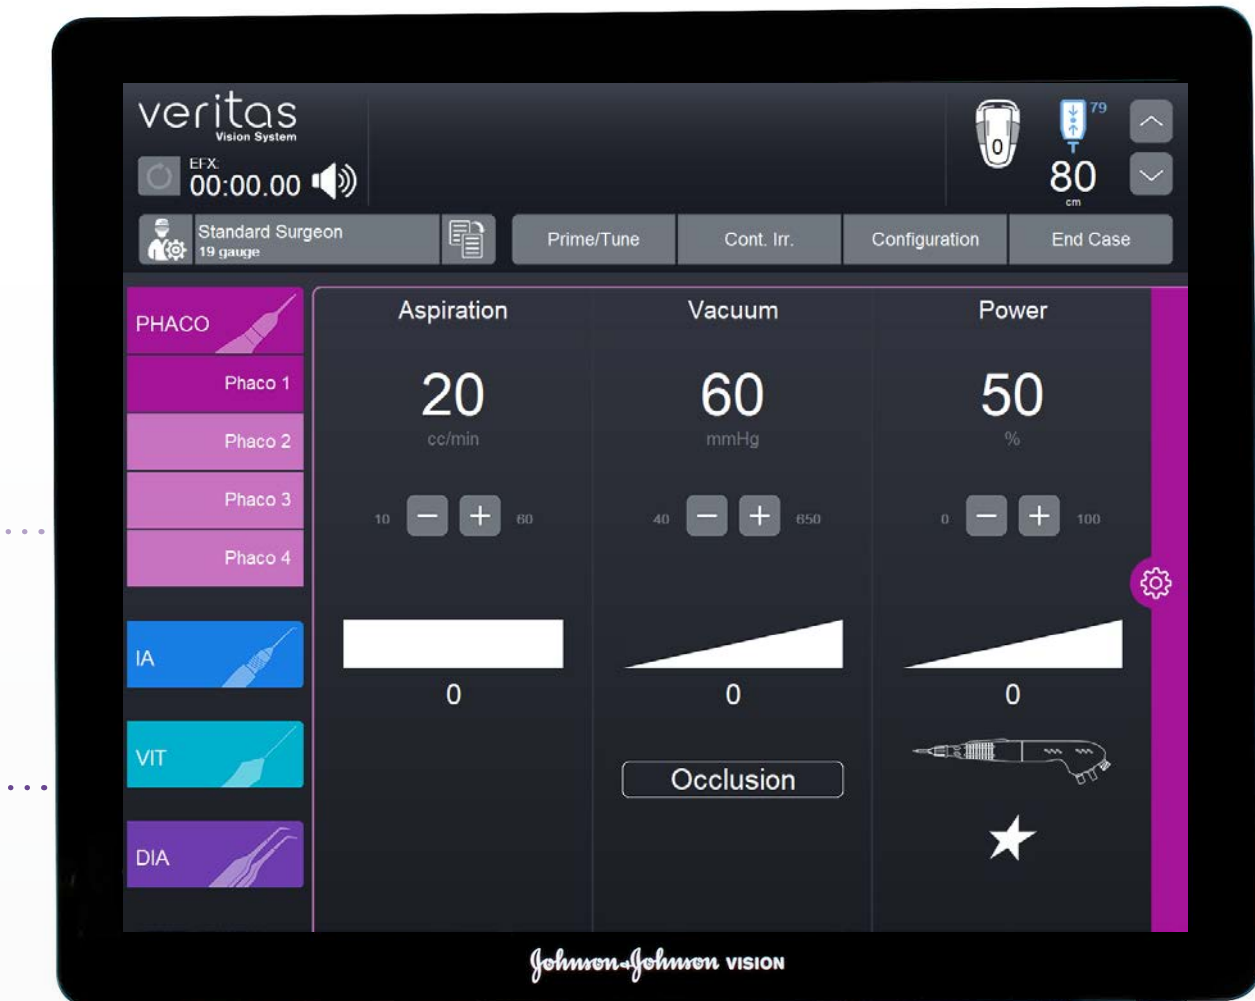 veritas
Vision System
EFX:
00:00.00
0
79
80
cm
Standard Surgeon
19 gauge
Prime/Tune
Cont. Irr.
Configuration
End Case
PHACO
Phaco 1
Phaco 2
Phaco 3
Phaco 4
IA
VIT
DIA
Aspiration
20
cc/min
10 − + 60
0
Vacuum
60
mmHg
40 − + 650
0
Occlusion
Power
50
%
0 − + 100
0
Johnson+Johnson VISION